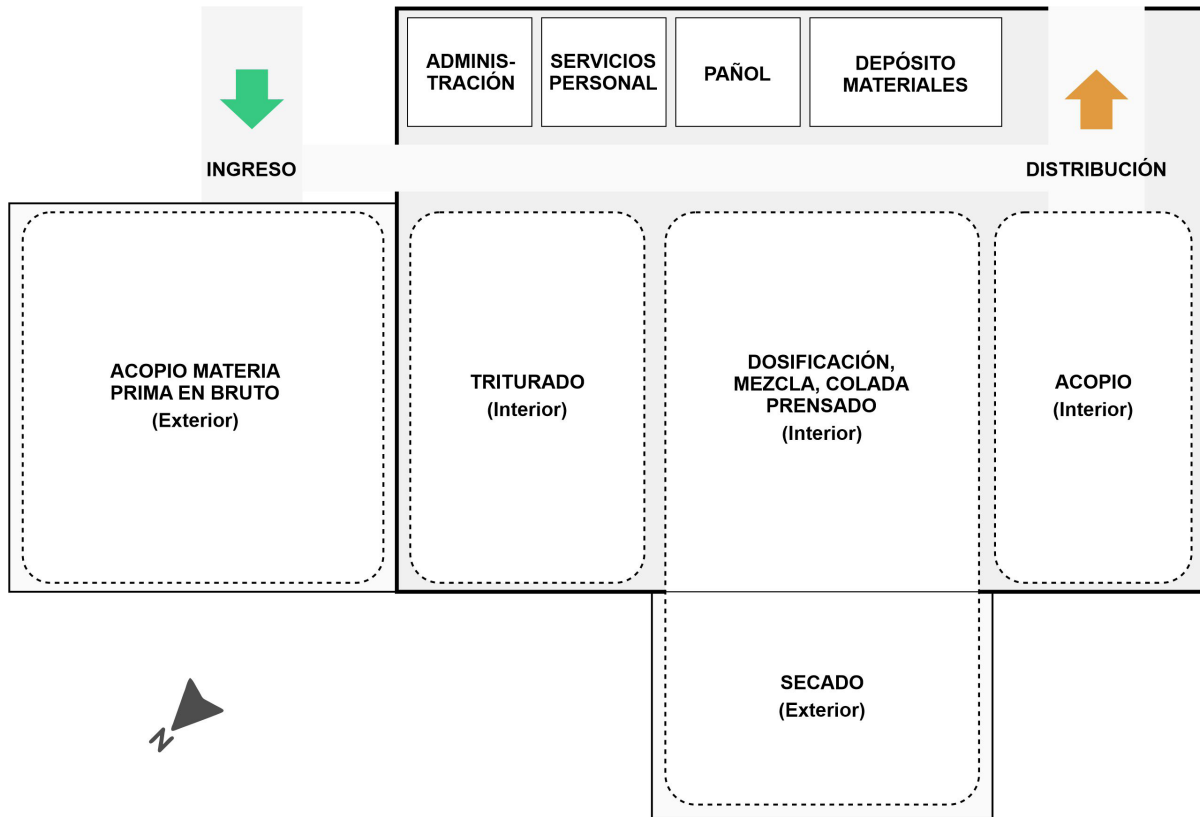 ADMINIS-
TRACIÓN
SERVICIOS
PERSONAL
PAÑOL
DEPÓSITO
MATERIALES
INGRESO
DISTRIBUCIÓN
ACOPIO MATERIA
PRIMA EN BRUTO
(Exterior)
TRITURADO
(Interior)
DOSIFICACIÓN,
MEZCLA, COLADA
PRENSADO
(Interior)
ACOPIO
(Interior)
SECADO
(Exterior)
N